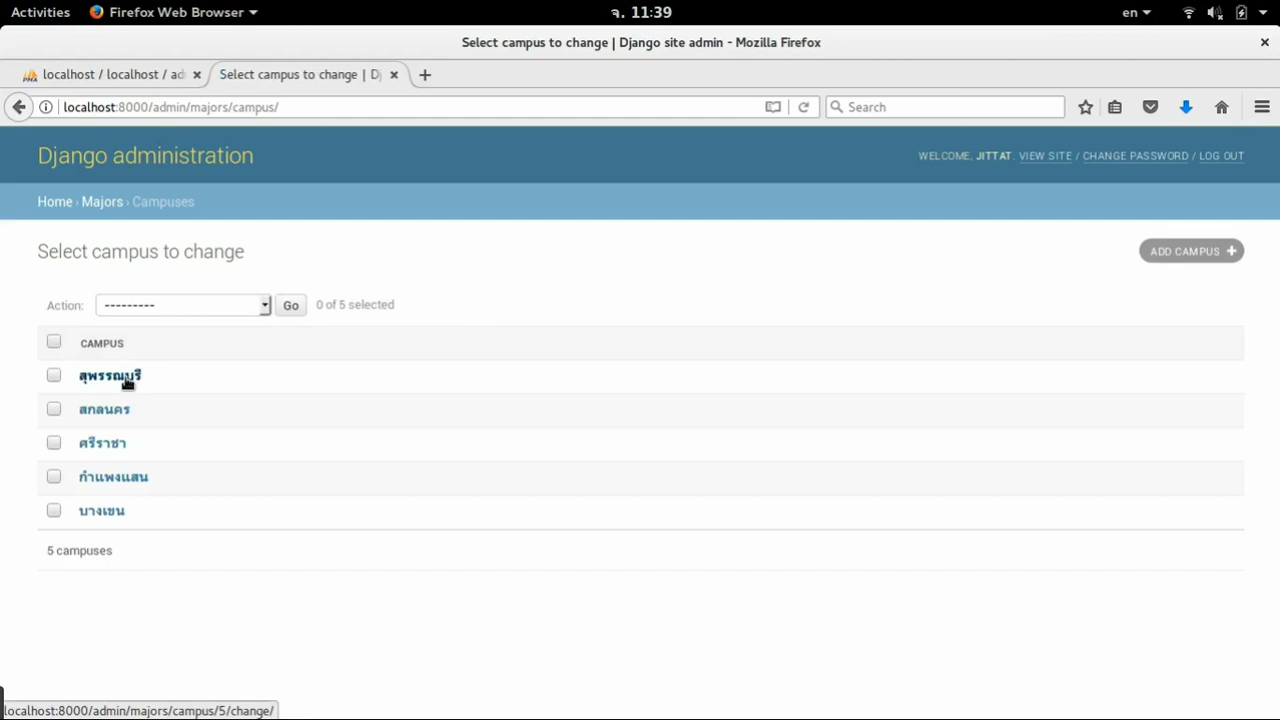 Activities Firefox Web Browser จ. 11:39 en
Select campus to change | Django site admin - Mozilla Firefox
localhost / localhost / ad Select campus to change | D
localhost:8000/admin/majors/campus/ Search
Django administration WELCOME, JITTAT. VIEW SITE / CHANGE PASSWORD / LOG OUT
Home › Majors › Campuses
Select campus to change ADD CAMPUS +
Action: --------- Go 0 of 5 selected
CAMPUS
สุพรรณบุรี
สกลนคร
ศรีราชา
กำแพงแสน
บางเขน
5 campuses
localhost:8000/admin/majors/campus/5/change/